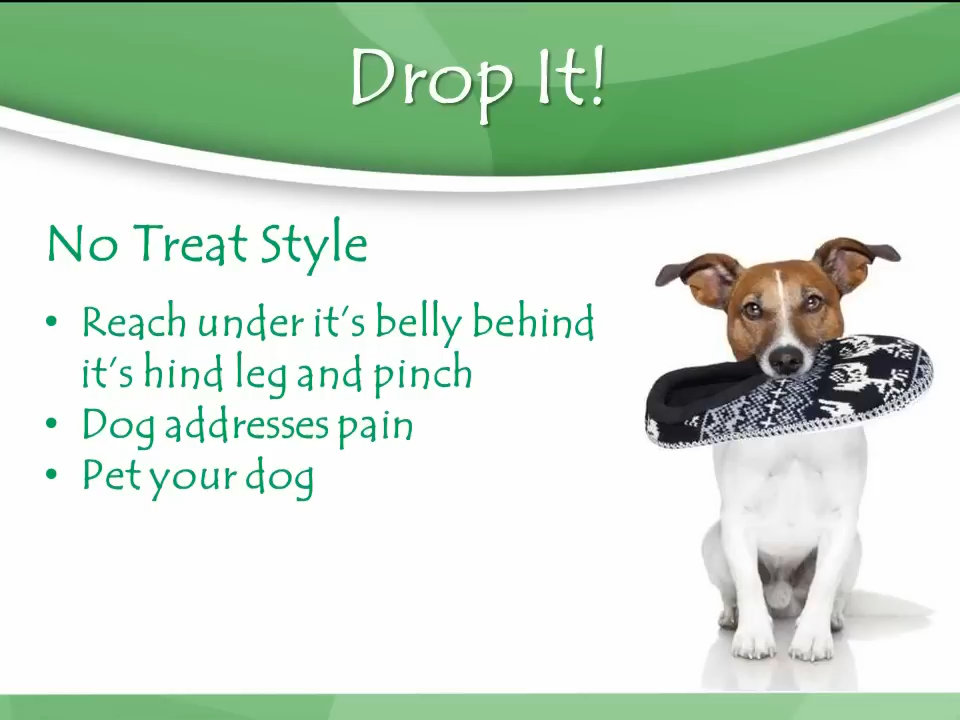 Drop It!
No Treat Style
• Reach under it's belly behind
it's hind leg and pinch
• Dog addresses pain
• Pet your dog